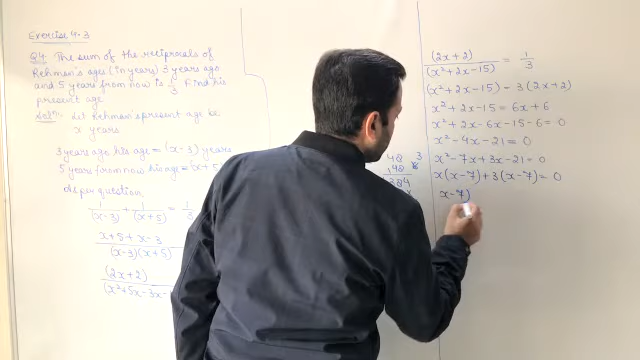 Exercise 4.3
Q4 The sum of the reciprocals of
Rehman's ages (in years) 3 years ago
and 5 years from now is 1/3 Find his
present age
Soln: Let Rehman's present age be
x years
3 years ago his age = (x-3) years
5 years from now his age = (x+5)
As per question
1/(x-3) + 1/(x+5) = 1/3
x+5+x-3
(x-3)(x+5)
(2x+2)
(x²+5x-3x-1
(2x+2)/(x²+2x-15) = 1/3
(x²+2x-15) = 3(2x+2)
x²+2x-15 = 6x+6
x²+2x-6x-15-6=0
x²-4x-21=0
x²-7x+3x-21=0
x(x-7)+3(x-7)=0
x-7)